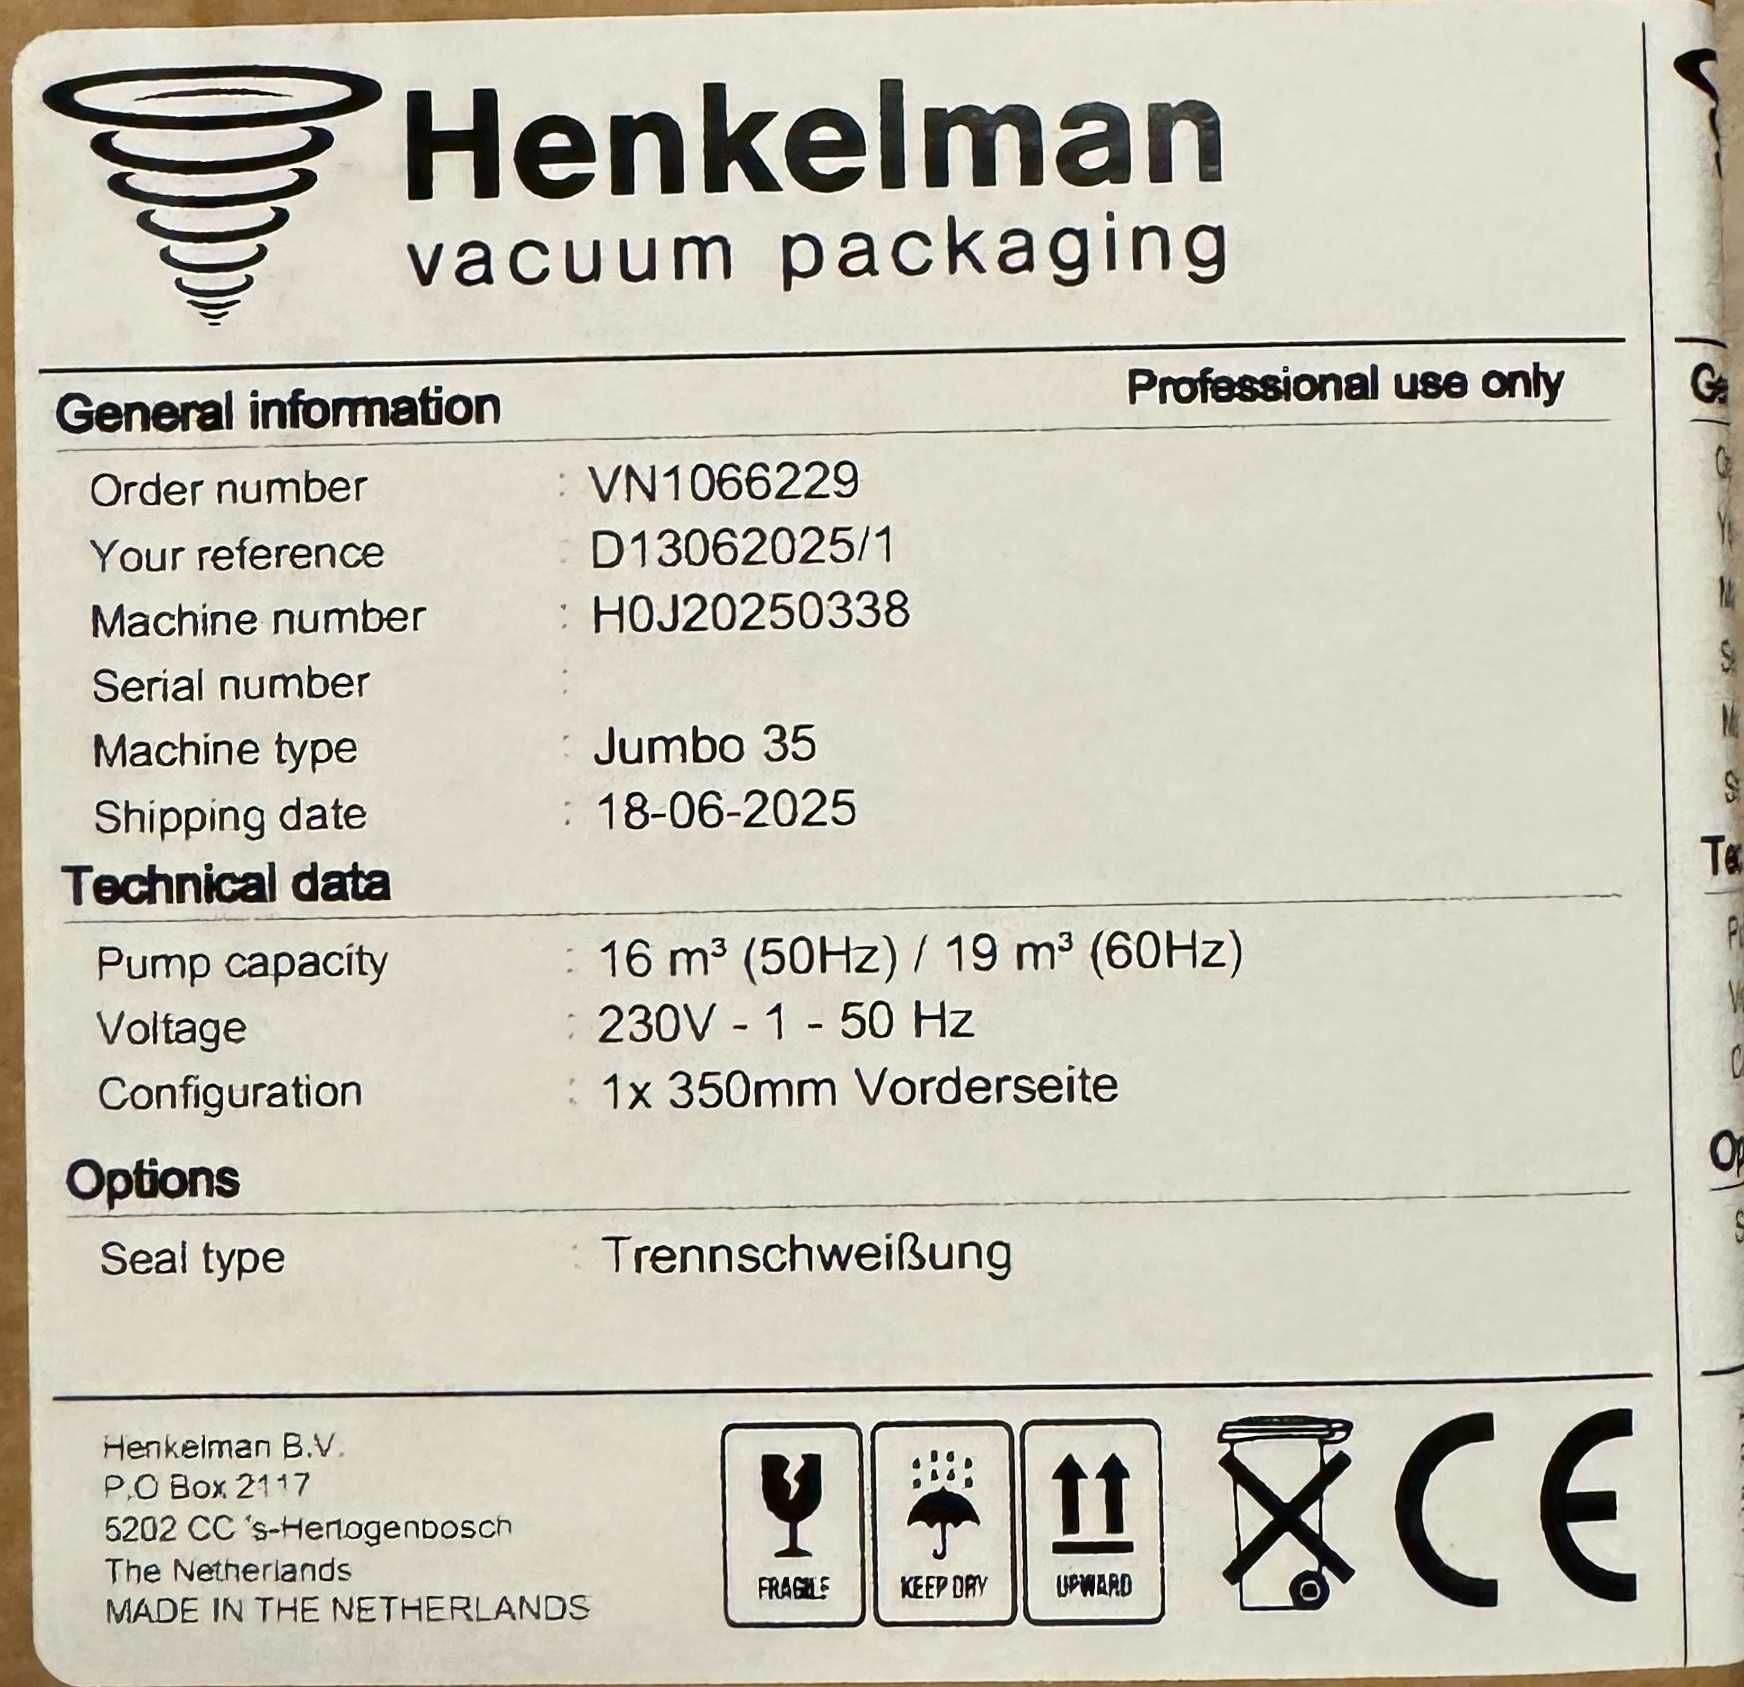 Henkelman
vacuum packaging
General information Professional use only
Order number : VN1066229
Your reference : D13062025/1
Machine number : H0J20250338
Serial number :
Machine type : Jumbo 35
Shipping date : 18-06-2025
Technical data
Pump capacity : 16 m³ (50Hz) / 19 m³ (60Hz)
Voltage : 230V - 1 - 50 Hz
Configuration : 1x 350mm Vorderseite
Options
Seal type : Trennschweißung
Henkelman B.V.
P.O Box 2117
5202 CC 's-Hertogenbosch
The Netherlands
MADE IN THE NETHERLANDS
FRAGILE KEEP DRY UPWARD
CE